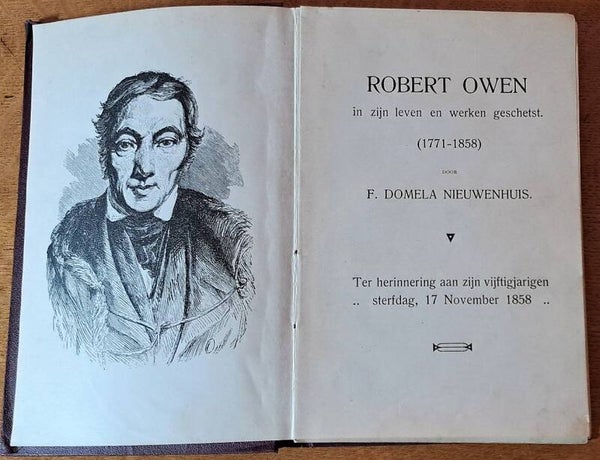 ROBERT OWEN
in zijn leven en werken geschetst.
(1771-1858)
DOOR
F. DOMELA NIEUWENHUIS.
Ter herinnering aan zijn vijftigjarigen
.. sterfdag, 17 November 1858 ..